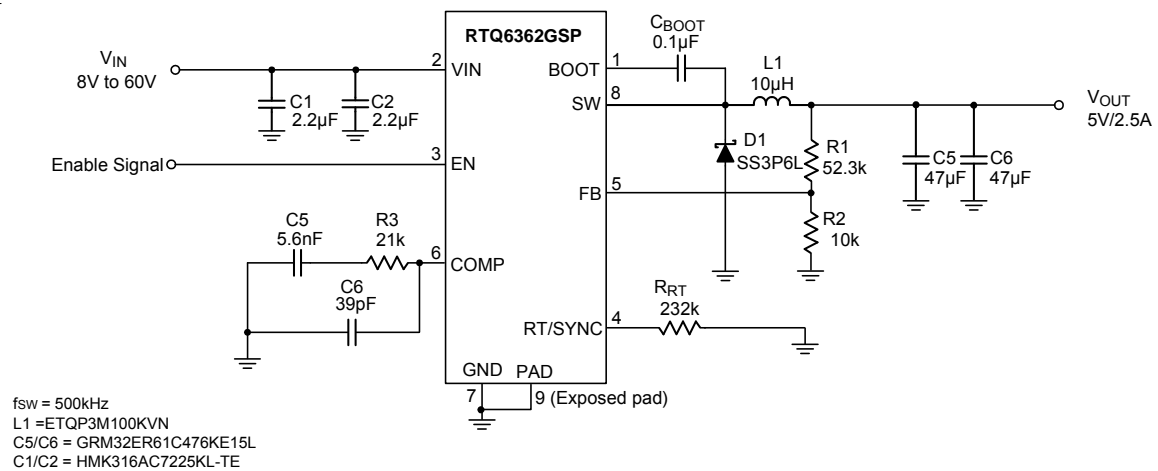 RTQ6362GSP
V_IN
8V to 60V
2
VIN
C1
2.2µF
C2
2.2µF
Enable Signal
3
EN
C5
5.6nF
R3
21k
6
COMP
C6
39pF
BOOT
1
C_BOOT
0.1µF
SW
8
L1
10µH
V_OUT
5V/2.5A
D1
SS3P6L
R1
52.3k
C5
47µF
C6
47µF
FB
5
R2
10k
RT/SYNC
4
R_RT
232k
GND
PAD
7
9 (Exposed pad)
fsw = 500kHz
L1 =ETQP3M100KVN
C5/C6 = GRM32ER61C476KE15L
C1/C2 = HMK316AC7225KL-TE